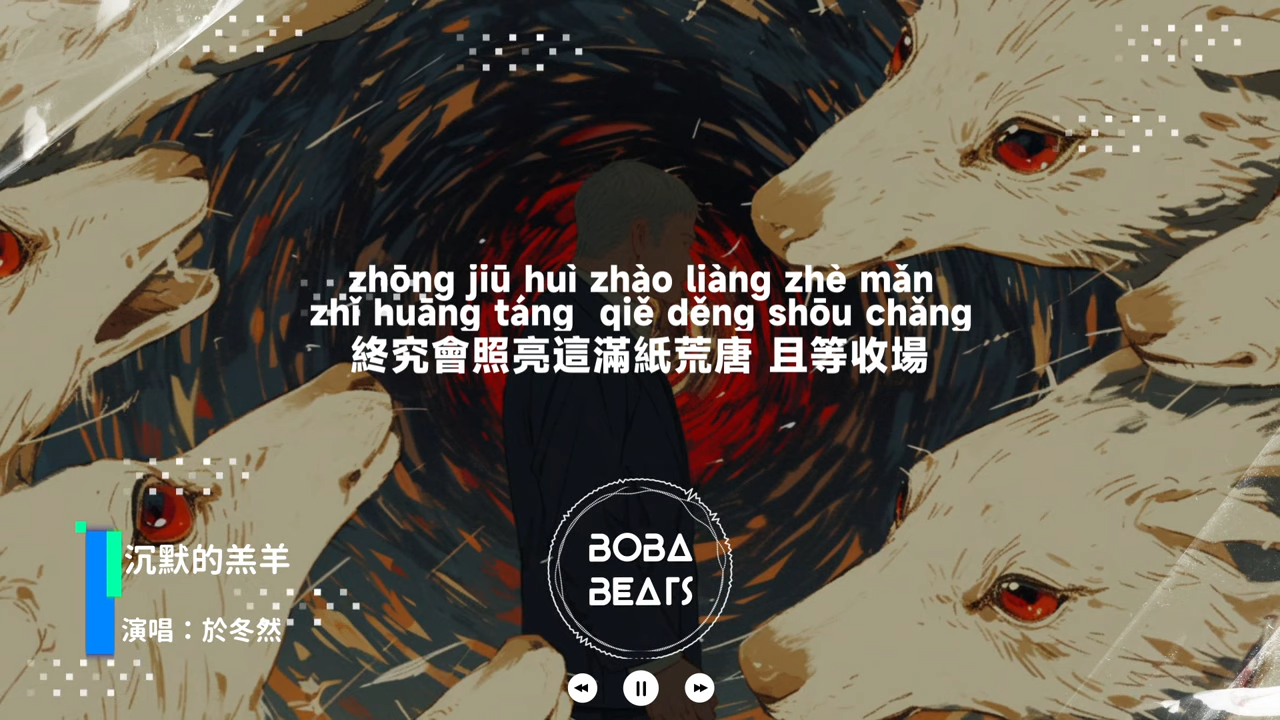 zhōng jiū huì zhào liàng zhè mǎn
zhǐ huāng táng  qiě děng shōu chǎng
終究會照亮這滿紙荒唐 且等收場
BOBA
BEATS
沉默的羔羊
演唱：於冬然